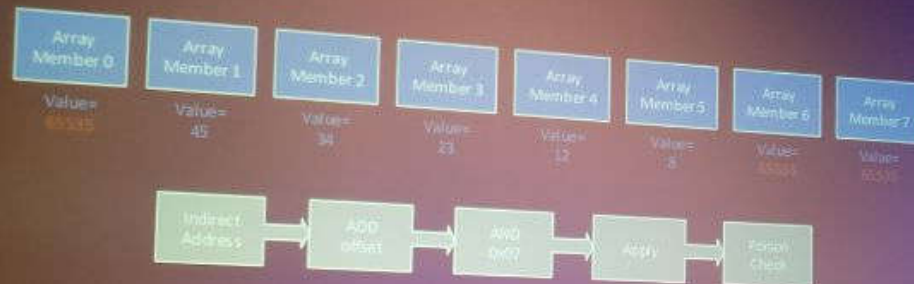 Array
Member 0
Array
Member 1
Array
Member 2
Array
Member 3
Array
Member 4
Array
Member 5
Array
Member 6
Array
Member 7
Value=
65535
Value=
45
Value=
34
Value=
23
Value=
12
Value=
Value=
65535
Value=
65535
Indirect
Address
ADD
offset
AND
0x07
Apply
Poison
Check